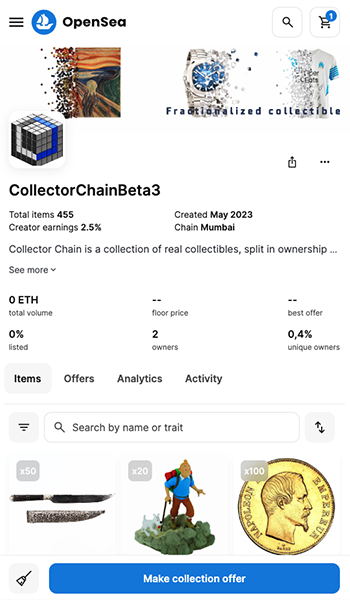 OpenSea
1
Fractionalized collectible
CollectorChainBeta3
Total items 455
Created May 2023
Creator earnings 2.5%
Chain Mumbai
Collector Chain is a collection of real collectibles, split in ownership ...
See more
0 ETH
--
--
total volume
floor price
best offer
0%
2
0,4%
listed
owners
unique owners
Items
Offers
Analytics
Activity
Search by name or trait
x50
x20
x100
NAPOLEON
EMPEREUR
Make collection offer